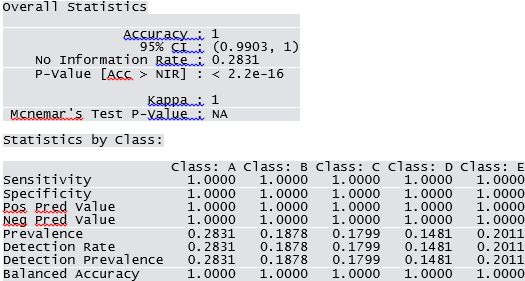 Overall Statistics
Accuracy : 1
95% CI : (0.9903, 1)
No Information Rate : 0.2831
P-Value [Acc > NIR] : < 2.2e-16
Kappa : 1
Mcnemar's Test P-Value : NA
Statistics by Class:
Class: A Class: B Class: C Class: D Class: E
Sensitivity 1.0000 1.0000 1.0000 1.0000 1.0000
Specificity 1.0000 1.0000 1.0000 1.0000 1.0000
Pos Pred Value 1.0000 1.0000 1.0000 1.0000 1.0000
Neg Pred Value 1.0000 1.0000 1.0000 1.0000 1.0000
Prevalence 0.2831 0.1878 0.1799 0.1481 0.2011
Detection Rate 0.2831 0.1878 0.1799 0.1481 0.2011
Detection Prevalence 0.2831 0.1878 0.1799 0.1481 0.2011
Balanced Accuracy 1.0000 1.0000 1.0000 1.0000 1.0000